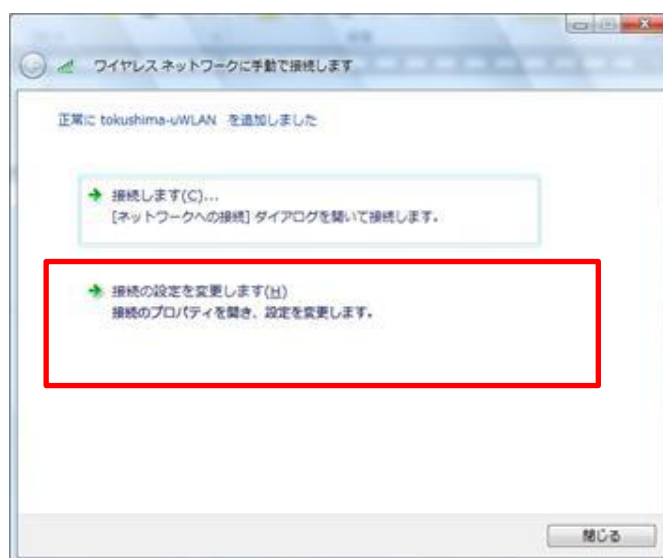 ワイヤレス ネットワークに手動で接続します
正常に tokushima-uWLAN を追加しました
接続します(C)...
[ネットワークへの接続] ダイアログを開いて接続します。
接続の設定を変更します(H)
接続のプロパティを開き、設定を変更します。
閉じる